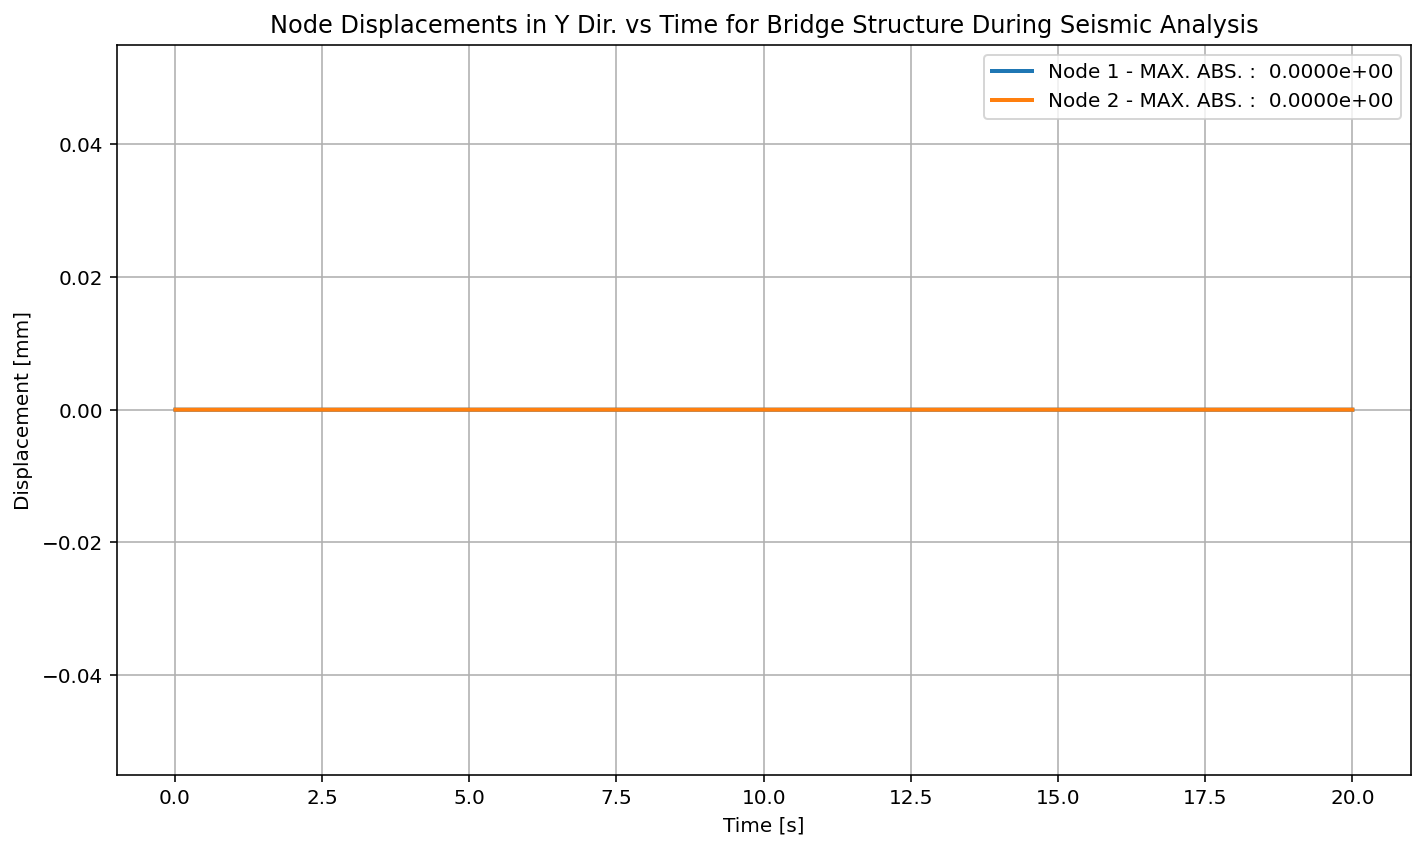 Node Displacements in Y Dir. vs Time for Bridge Structure During Seismic Analysis
Node 1 - MAX. ABS. :  0.0000e+00
Node 2 - MAX. ABS. :  0.0000e+00
0.04
0.02
0.00
−0.02
−0.04
Displacement [mm]
0.0 2.5 5.0 7.5 10.0 12.5 15.0 17.5 20.0
Time [s]